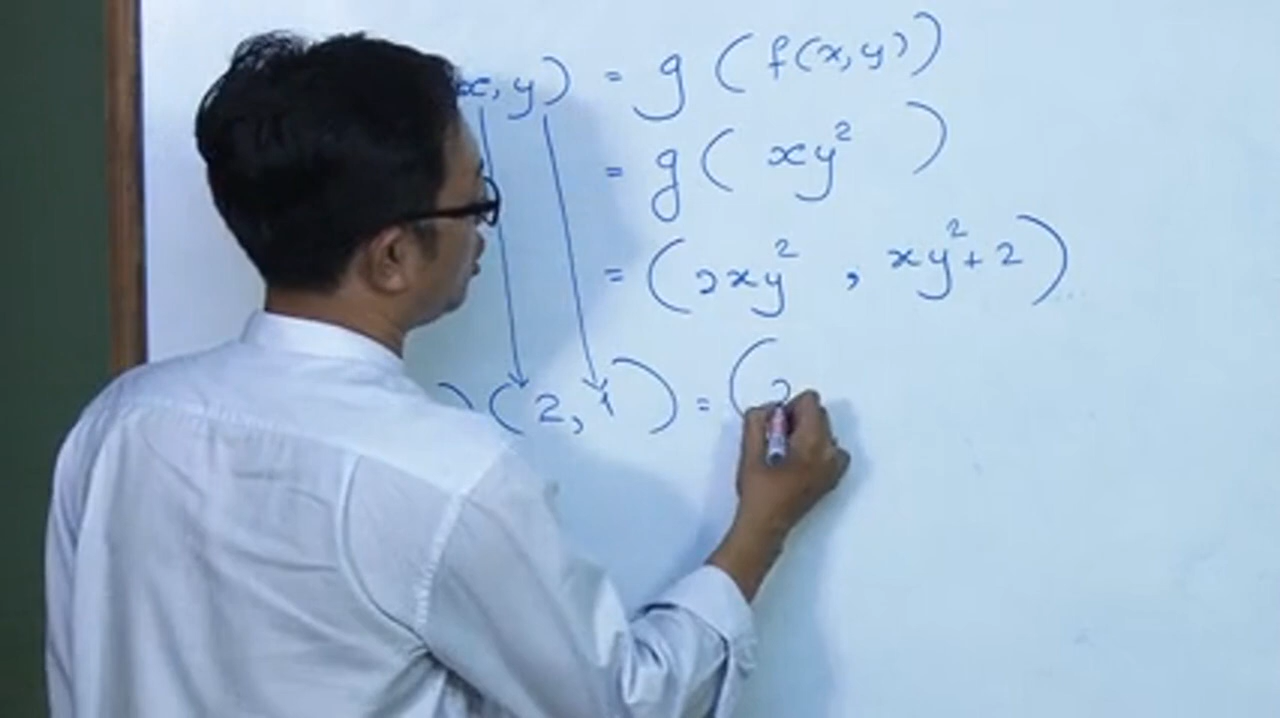 x, y) = g (f(x, y))
= g (xy²)
= (2xy², xy² + 2)
)(2, 1) = (2